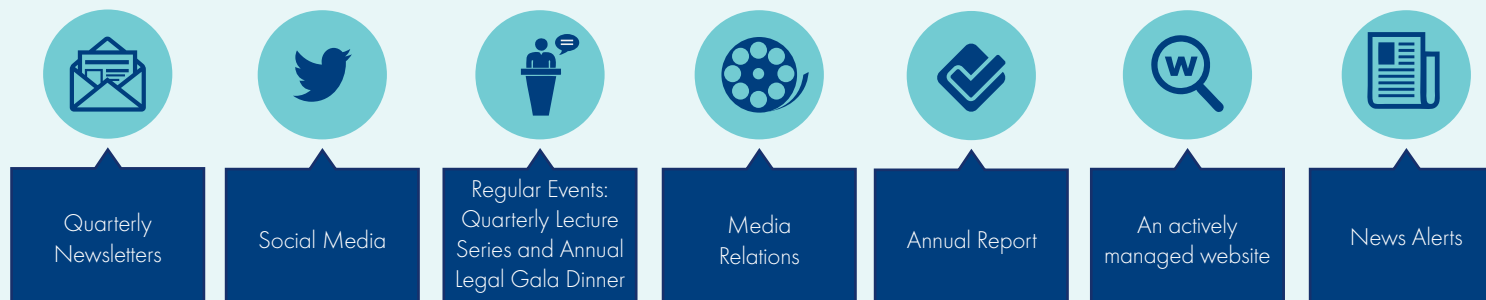 W
Quarterly
Newsletters
Social Media
Regular Events:
Quarterly Lecture
Series and Annual
Legal Gala Dinner
Media
Relations
Annual Report
An actively
managed website
News Alerts